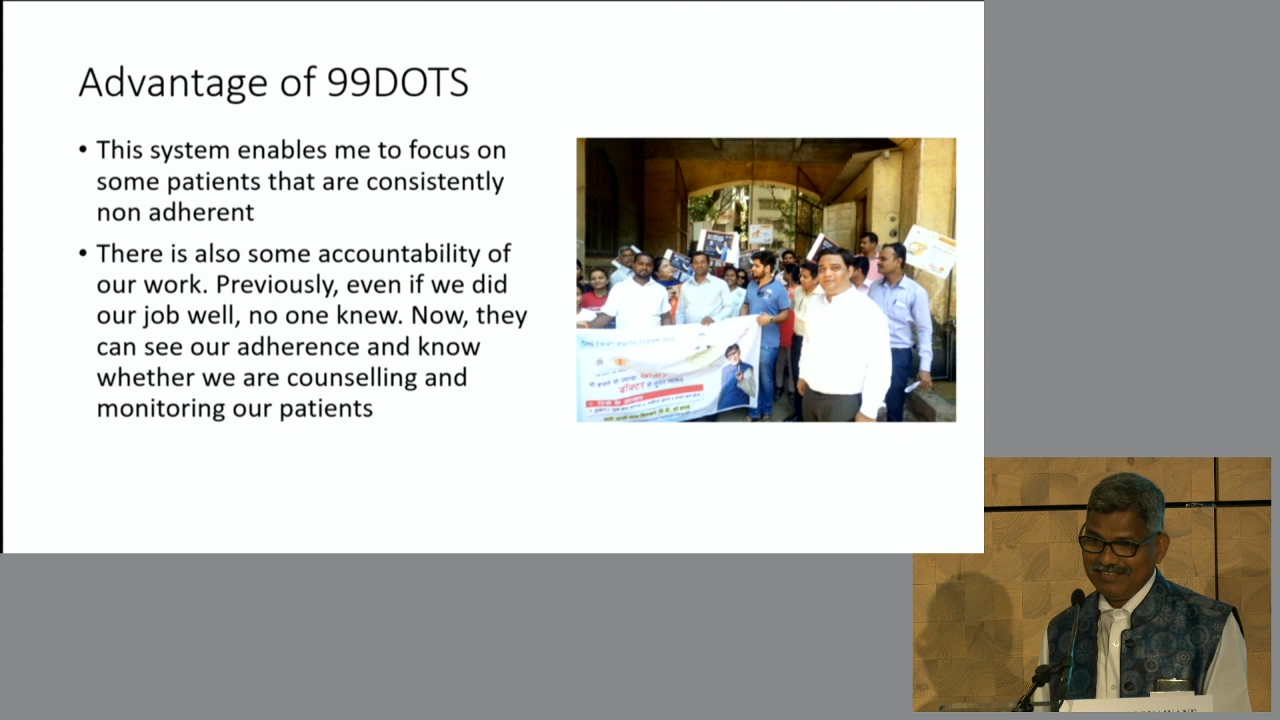 Advantage of 99DOTS
• This system enables me to focus on
some patients that are consistently
non adherent
• There is also some accountability of
our work. Previously, even if we did
our job well, no one knew. Now, they
can see our adherence and know
whether we are counselling and
monitoring our patients
डॉक्टर